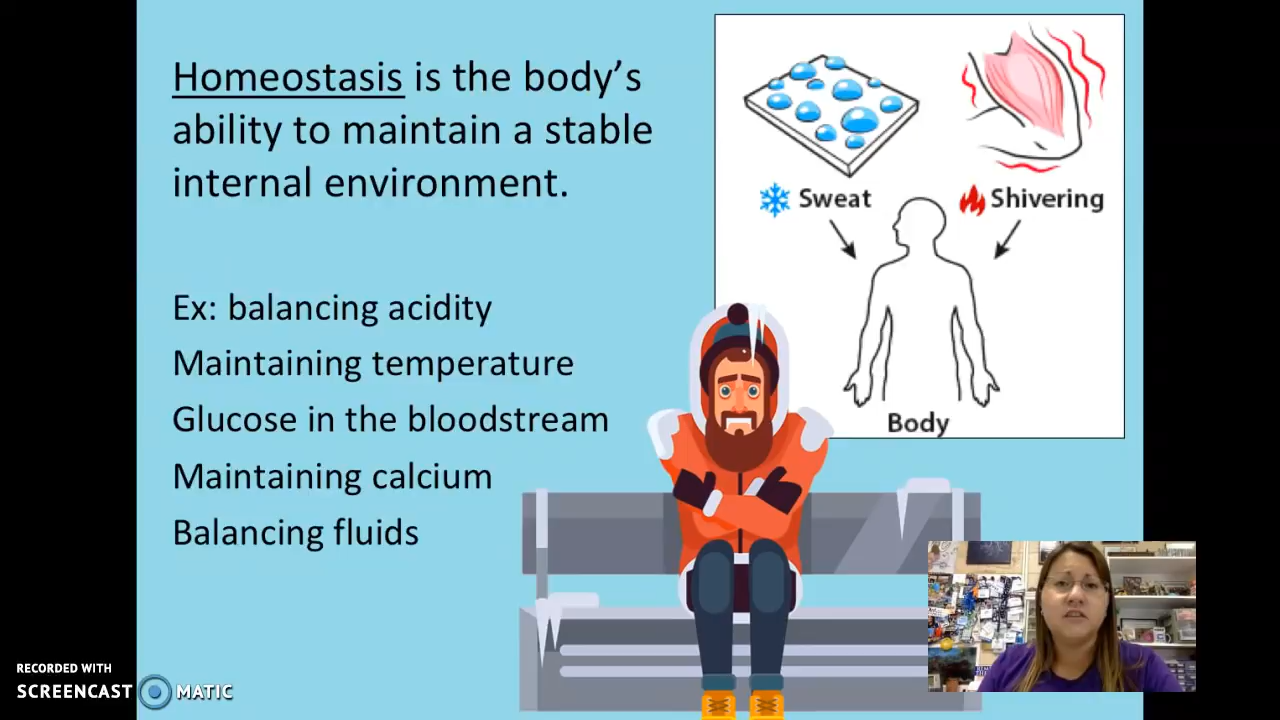 Homeostasis is the body’s
ability to maintain a stable
internal environment.
Ex: balancing acidity
Maintaining temperature
Glucose in the bloodstream
Maintaining calcium
Balancing fluids
Sweat
Shivering
Body
RECORDED WITH
SCREENCAST MATIC